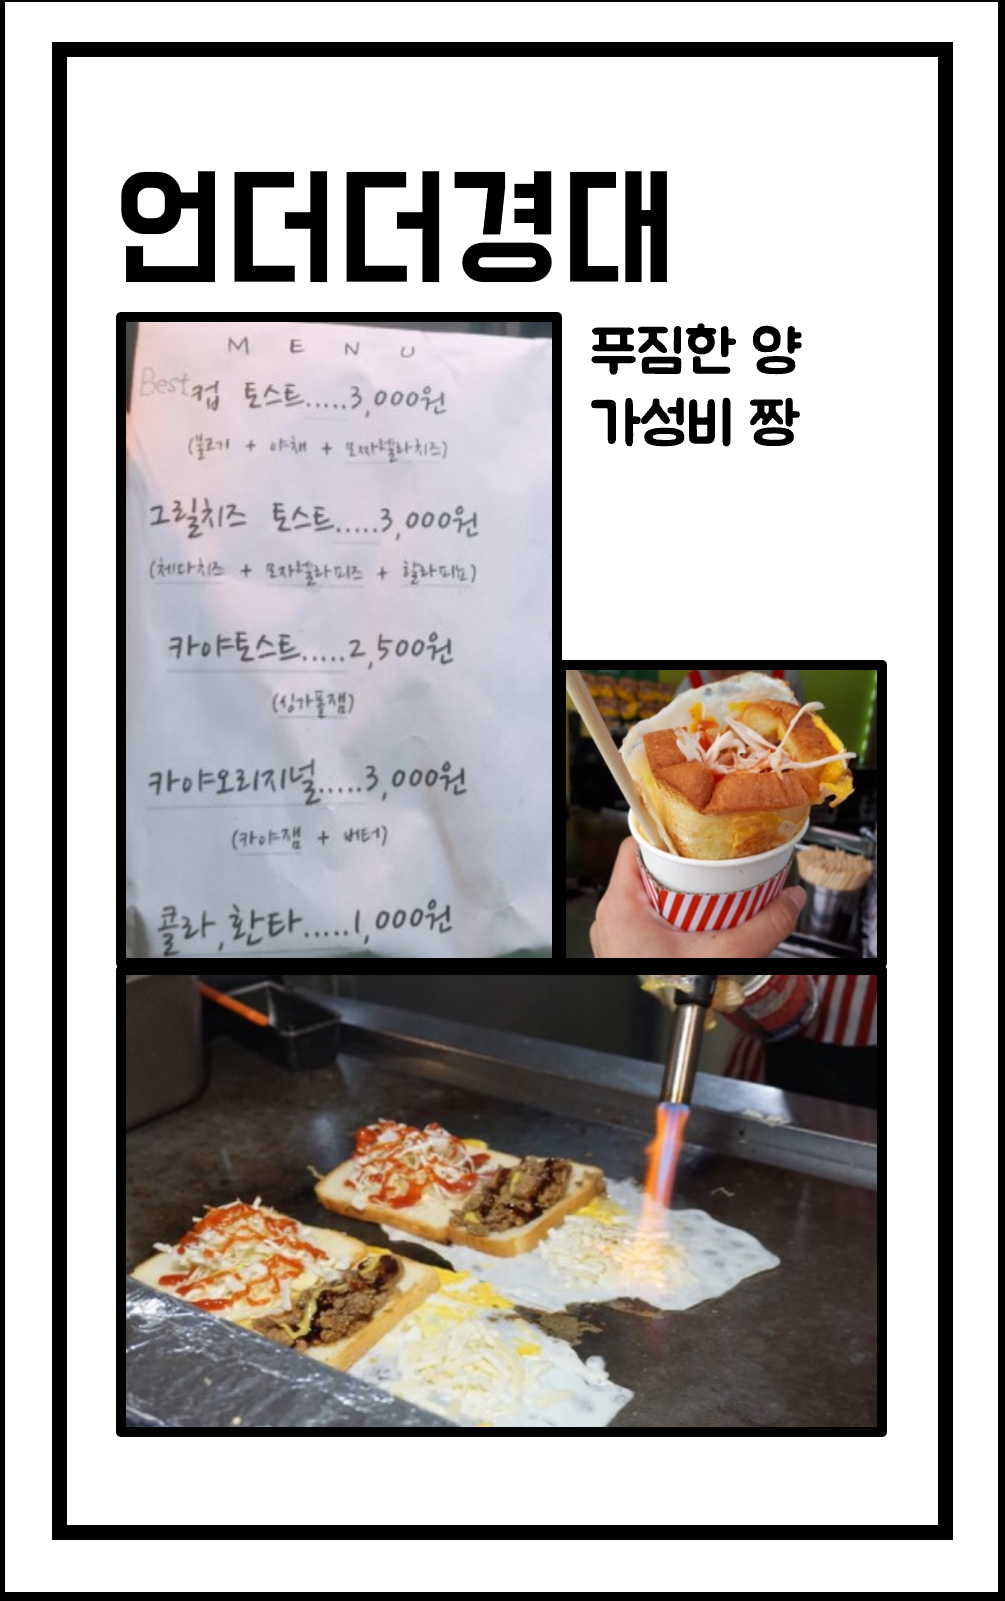 언더더경대
푸짐한 양
가성비 짱
MENU
Best 컵 토스트.....3,000원
(불고기 + 야채 + 모짜렐라치즈)
그릴치즈 토스트.....3,000원
(체다치즈 + 모자렐라피즈 + 할라피뇨)
카야토스트.....2,500원
(싱가폴잼)
카야오리지널.....3,000원
(카야잼 + 버터)
콜라, 환타.....1,000원